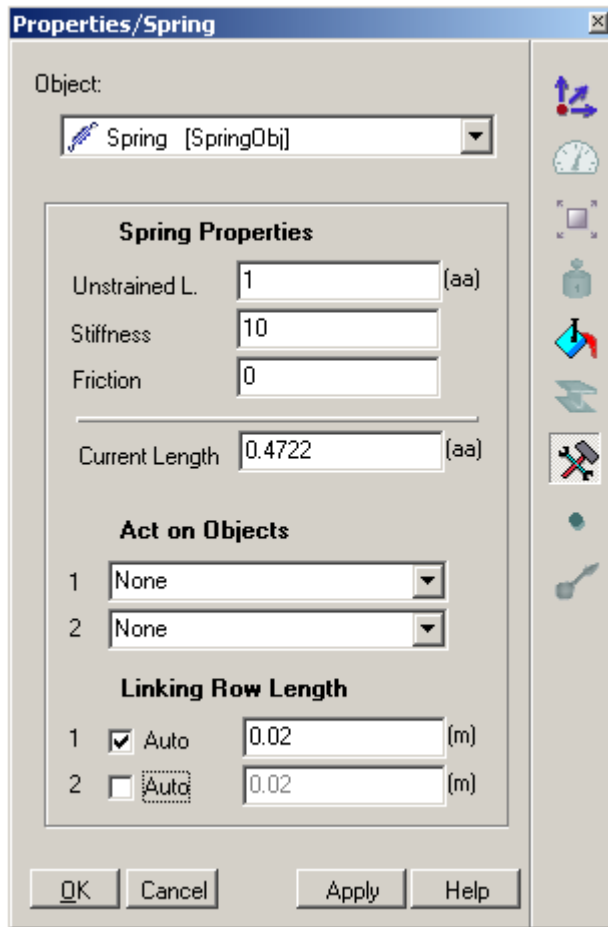 Properties/Spring
Object:
Spring [SpringObj]
Spring Properties
Unstrained L. 1 (aa)
Stiffness 10
Friction 0
Current Length 0.4722 (aa)
Act on Objects
1 None
2 None
Linking Row Length
1 Auto 0.02 (m)
2 Auto 0.02 (m)
OK Cancel Apply Help